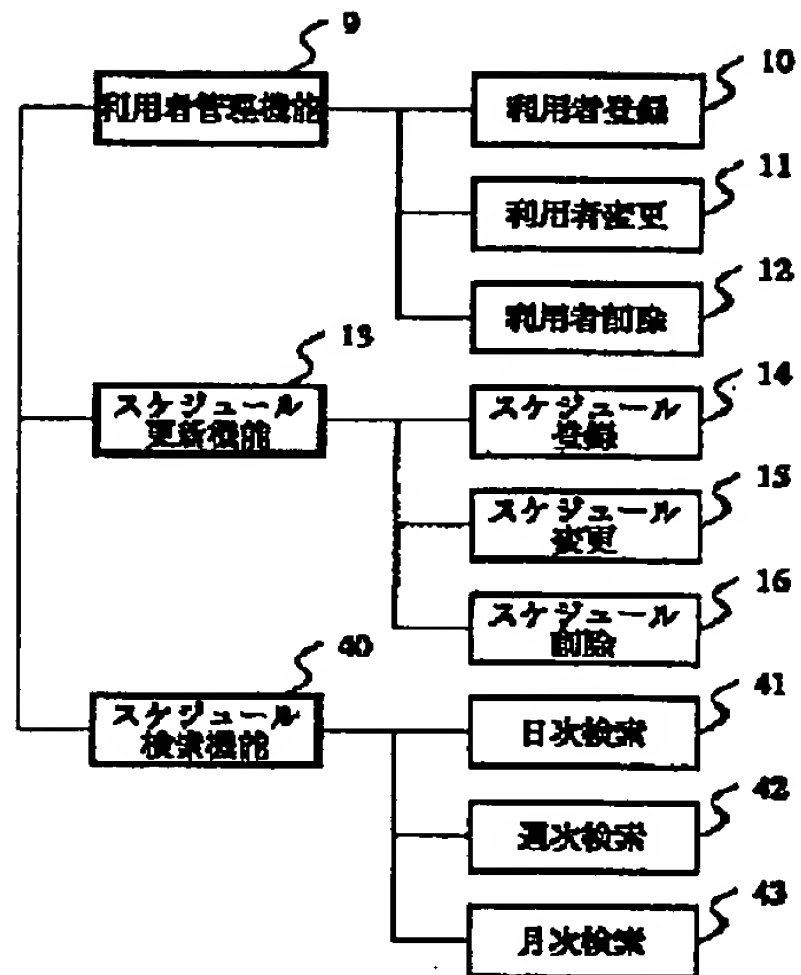 9
利用者管理機能
10
利用者登録
11
利用者変更
12
利用者削除
13
スケジュール
更新機能
14
スケジュール
登録
15
スケジュール
変更
16
スケジュール
削除
40
スケジュール
検索機能
41
日次検索
42
週次検索
43
月次検索